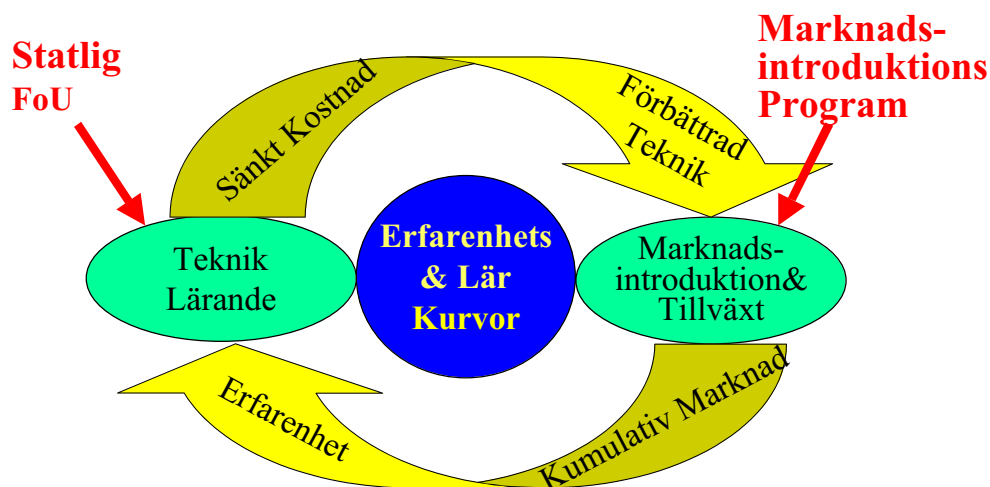 Statlig
FoU
Marknads-
introduktions
Program
Sänkt Kostnad
Förbättrad
Teknik
Teknik
Lärande
Erfarenhets
& Lär
Kurvor
Marknads-
introduktion&
Tillväxt
Erfarenhet
Kumulativ Marknad